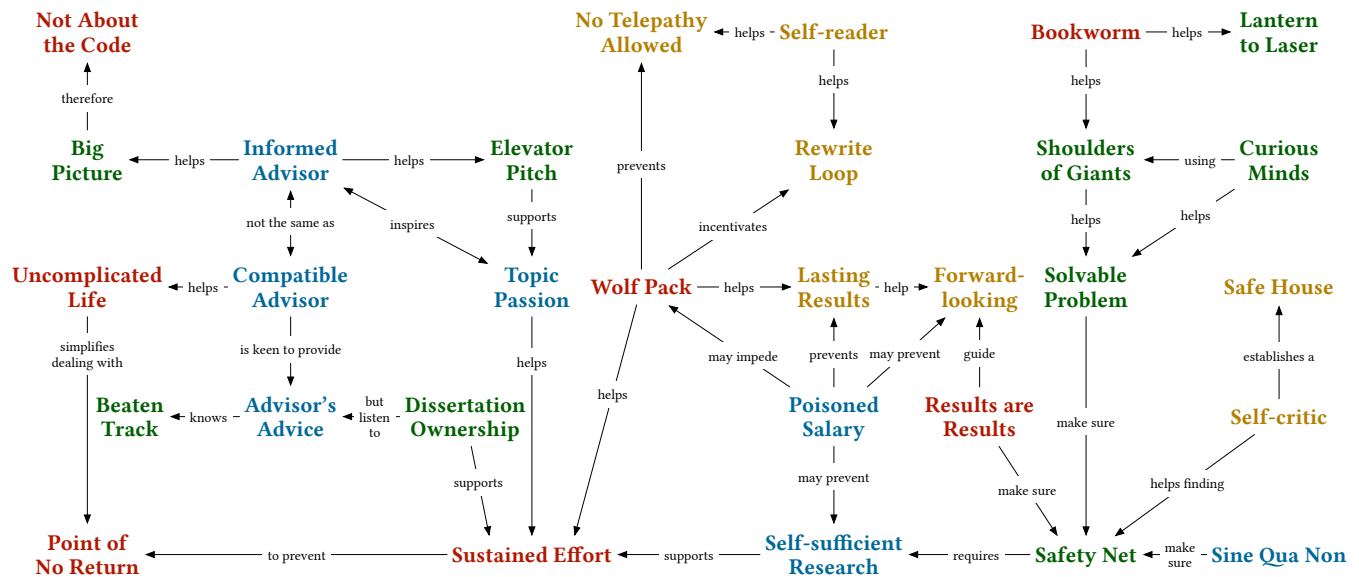 Not About
the Code
No Telepathy
Allowed
helps
Self-reader
Bookworm
helps
Lantern
to Laser
therefore
helps
helps
Big
Picture
helps
Informed
Advisor
helps
Elevator
Pitch
prevents
Rewrite
Loop
Shoulders
of Giants
using
Curious
Minds
not the same as
inspires
supports
incentivates
helps
helps
Uncomplicated
Life
helps
Compatible
Advisor
Topic
Passion
Wolf Pack
helps
Lasting
Results
help
Forward-
looking
Solvable
Problem
Safe House
simplifies
dealing with
is keen to provide
helps
helps
may impede
prevents
may prevent
guide
make sure
establishes a
Beaten
Track
knows
Advisor's
Advice
but
listen
to
Dissertation
Ownership
Poisoned
Salary
Results are
Results
Self-critic
supports
may prevent
make sure
helps finding
Point of
No Return
to prevent
Sustained Effort
supports
Self-sufficient
Research
requires
Safety Net
make
sure
Sine Qua Non